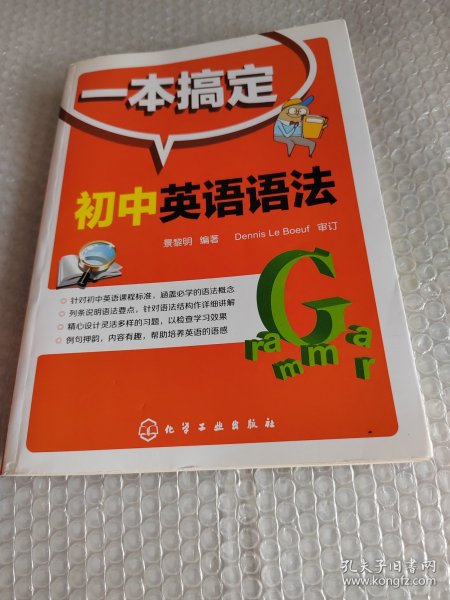 一本搞定
初中英语语法
景黎明 编著 Dennis Le Boeuf 审订
针对初中英语课程标准，涵盖必学的语法概念
列条说明语法要点，针对语法结构作详细讲解
精心设计灵活多样的习题，以检查学习效果
例句押韵，内容有趣，帮助培养英语的语感
Grammar
化学工业出版社
孔夫子旧书网
www.kongfz.com